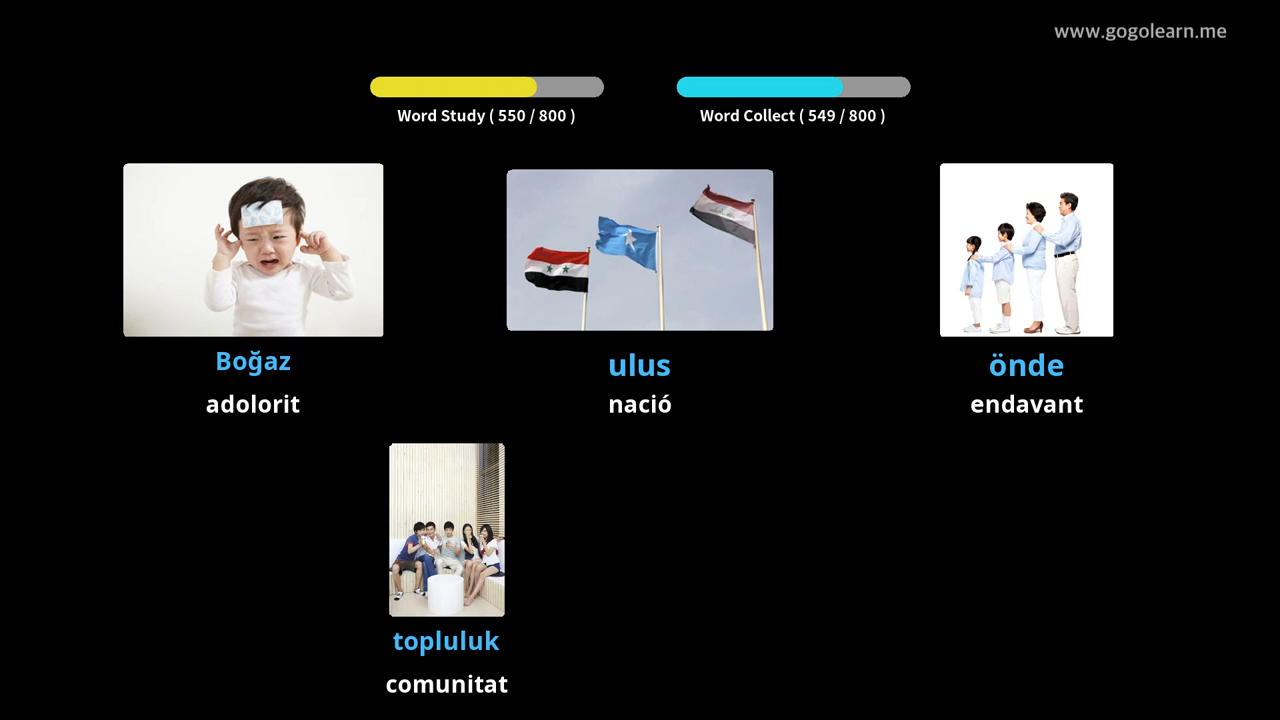 www.gogolearn.me
Word Study ( 550 / 800 )
Word Collect ( 549 / 800 )
Boğaz
adolorit
ulus
nació
önde
endavant
topluluk
comunitat